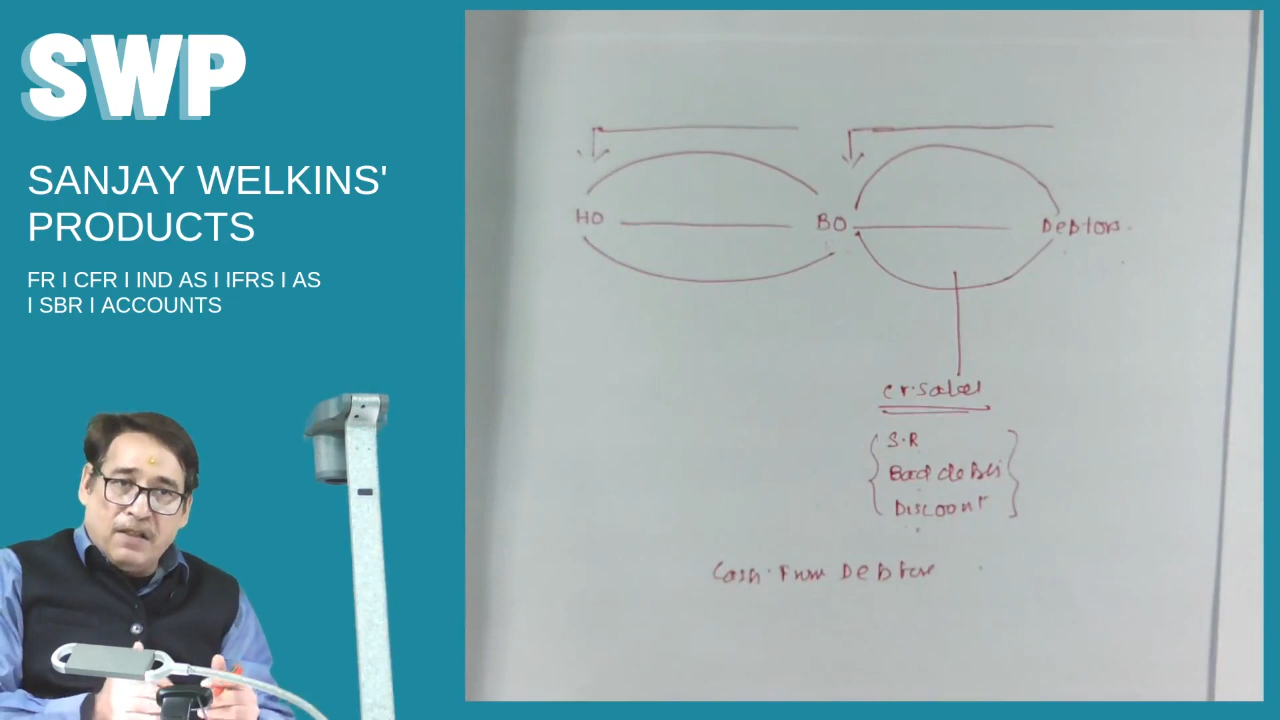 SWP
SANJAY WELKINS'
PRODUCTS
FR I CFR I IND AS I IFRS I AS
I SBR I ACCOUNTS
HO BO Debtors.
cr. Sales
S.R
Bad debts
Discount
Cash From Debtors